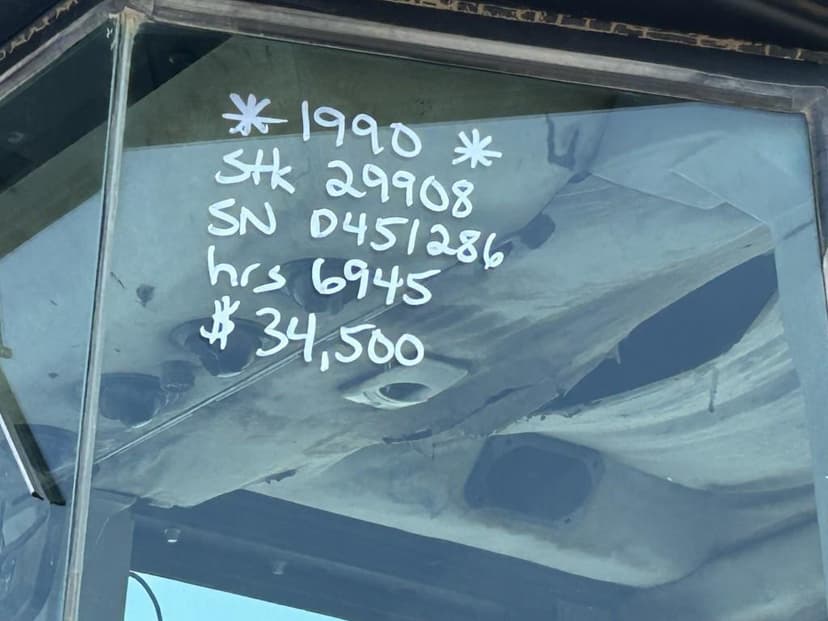 * 1990 *
Stk 29908
SN D451286
hrs 6945
$34,500